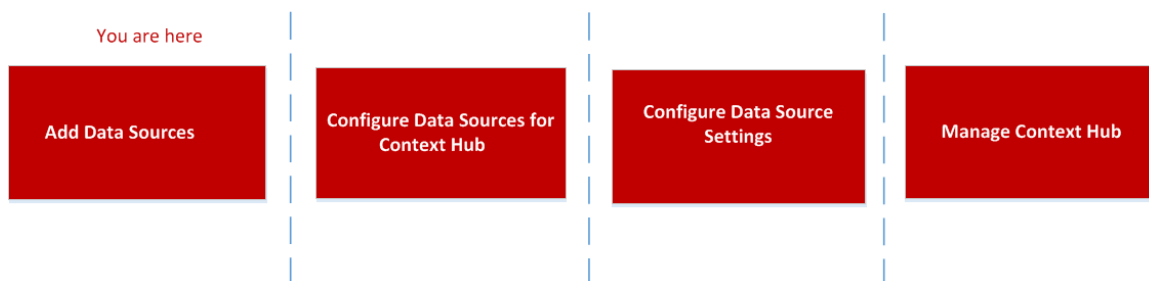 You are here
Add Data Sources
Configure Data Sources for
Context Hub
Configure Data Source
Settings
Manage Context Hub